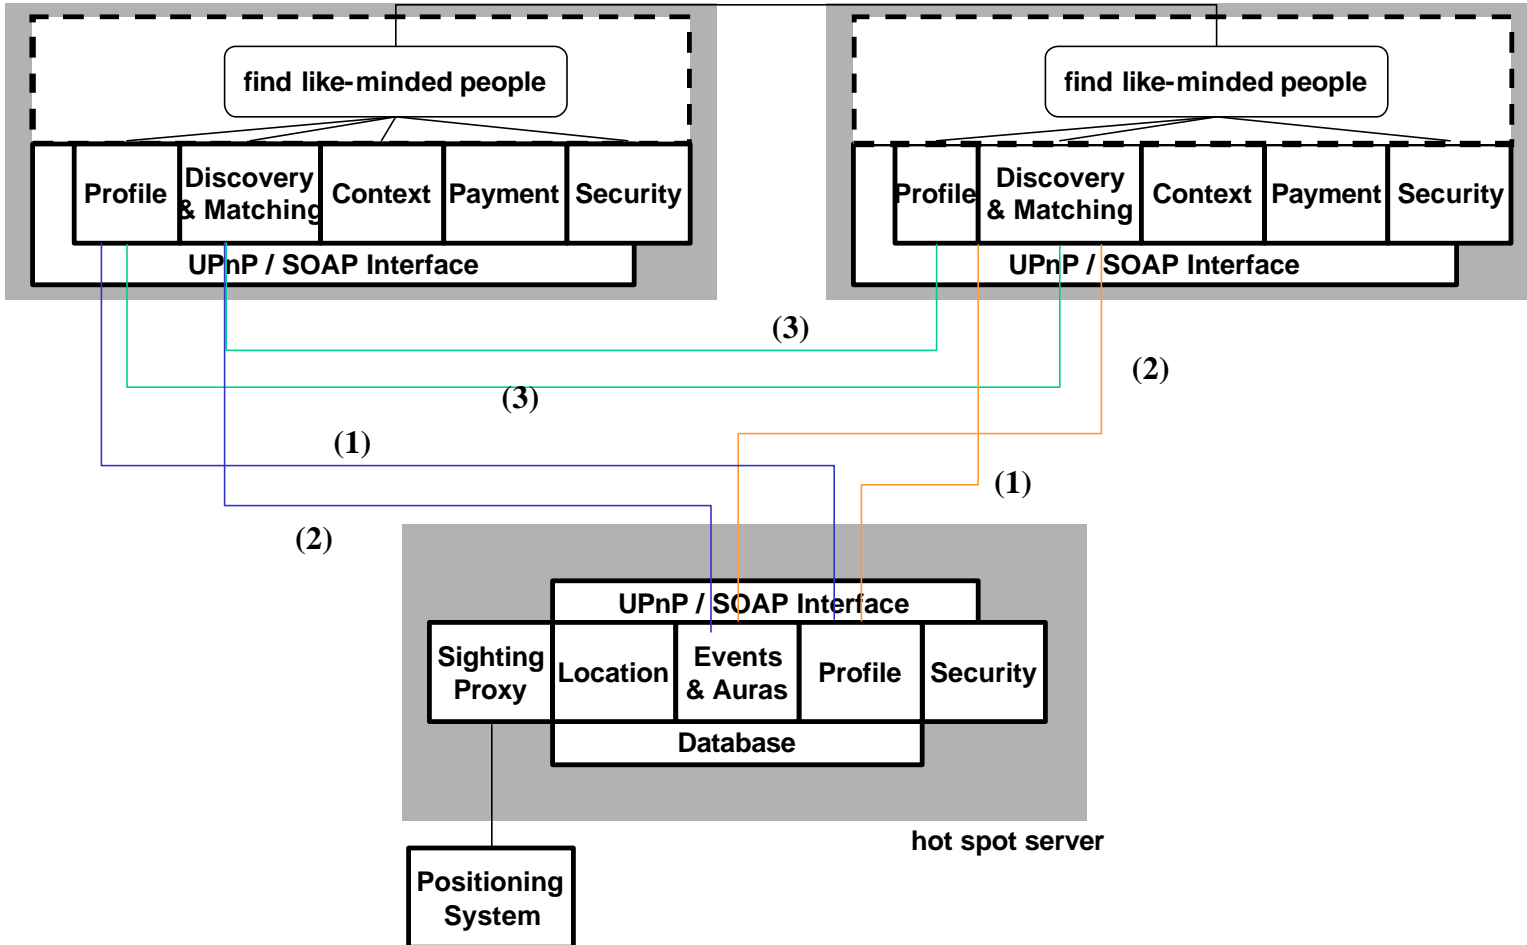 find like-minded people
find like-minded people
Profile
Discovery
& Matching
Context
Payment
Security
UPnP / SOAP Interface
Profile
Discovery
& Matching
Context
Payment
Security
UPnP / SOAP Interface
(3)
(2)
(3)
(1)
(1)
(2)
UPnP / SOAP Interface
Sighting
Proxy
Location
Events
& Auras
Profile
Security
Database
hot spot server
Positioning
System